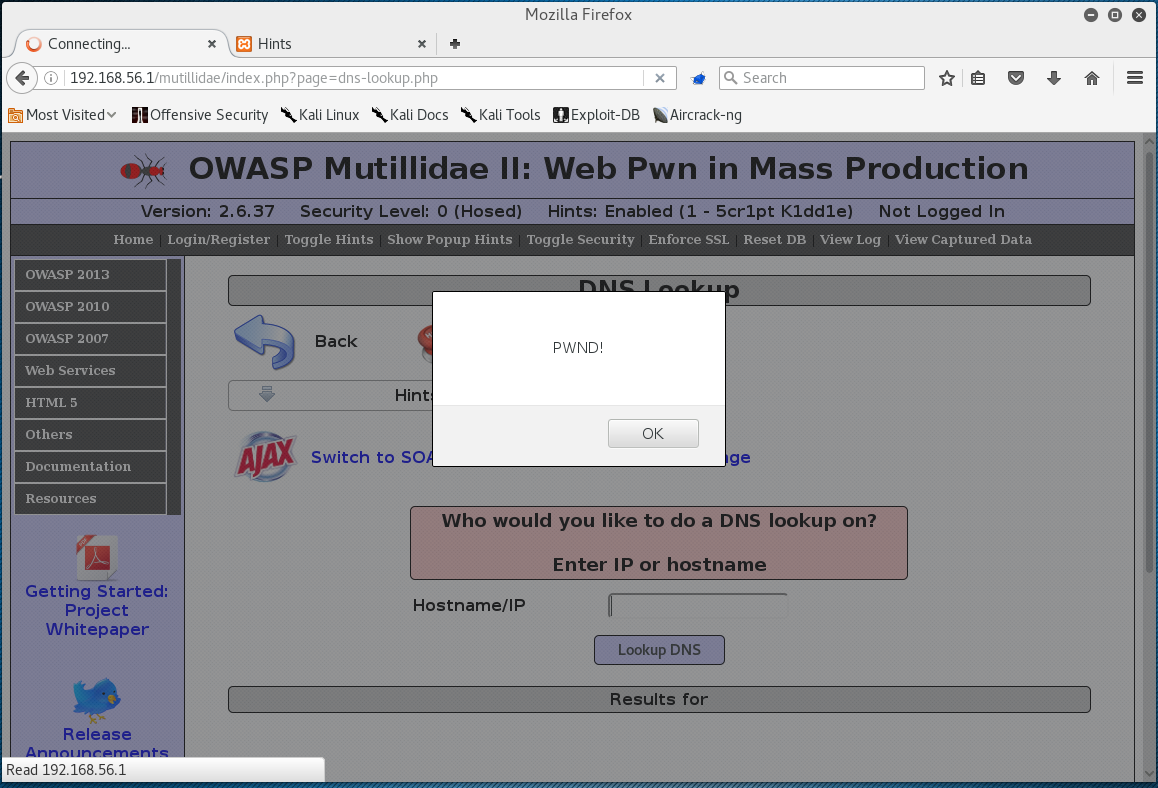 Mozilla Firefox
Connecting...
Hints
192.168.56.1/mutillidae/index.php?page=dns-lookup.php
Search
Most Visited
Offensive Security
Kali Linux
Kali Docs
Kali Tools
Exploit-DB
Aircrack-ng
OWASP Mutillidae II: Web Pwn in Mass Production
Version: 2.6.37 Security Level: 0 (Hosed) Hints: Enabled (1 - 5cr1pt K1dd1e) Not Logged In
Home | Login/Register | Toggle Hints | Show Popup Hints | Toggle Security | Enforce SSL | Reset DB | View Log | View Captured Data
OWASP 2013
OWASP 2010
OWASP 2007
Web Services
HTML 5
Others
Documentation
Resources
Getting Started:
Project
Whitepaper
Release
Announcements
DNS Lookup
Back
Hints
AJAX
Switch to SOA
ge
PWND!
OK
Who would you like to do a DNS lookup on?
Enter IP or hostname
Hostname/IP
Lookup DNS
Results for
Read 192.168.56.1